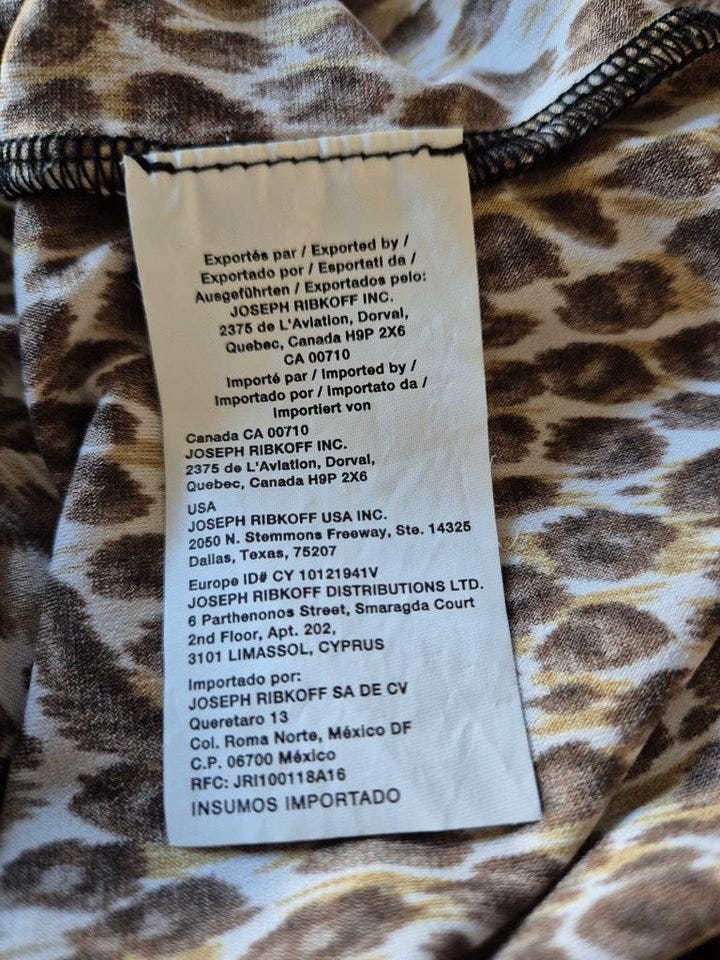 Exportés par / Exported by /
Exportado por / Esportati da /
Ausgeführten / Exportados pelo:
JOSEPH RIBKOFF INC.
2375 de L'Aviation, Dorval,
Quebec, Canada H9P 2X6
CA 00710
Importé par / Imported by /
Importado por / Importato da /
Importiert von
Canada CA 00710
JOSEPH RIBKOFF INC.
2375 de L'Aviation, Dorval,
Quebec, Canada H9P 2X6
USA
JOSEPH RIBKOFF USA INC.
2050 N. Stemmons Freeway, Ste. 14325
Dallas, Texas, 75207
Europe ID# CY 10121941V
JOSEPH RIBKOFF DISTRIBUTIONS LTD.
6 Parthenonos Street, Smaragda Court
2nd Floor, Apt. 202,
3101 LIMASSOL, CYPRUS
Importado por:
JOSEPH RIBKOFF SA DE CV
Queretaro 13
Col. Roma Norte, México DF
C.P. 06700 México
RFC: JRI100118A16
INSUMOS IMPORTADO